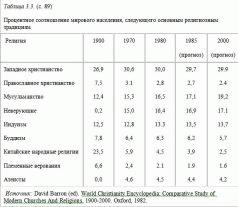 Таблица 3.3. (с. 89)
Процентное соотношение мирового населения, следующего основным религиозным
традициям.
Религия 1900 1970 1980 1985 2000
(прогноз) (прогноз)
Западное христианство 26,9 30,6 30,0 29,7 29,9
Православное христианство 7,5 3,1 2,8 2,7 2,4
Мусульманство 12,4 15,3 16,5 17,1 19,2
Неверующие 0,2 15,0 16,4 16,9 17,1
Индуизм 12,5 12,8 13,3 13,5 13,7
Буддизм 7,8 6,4 6,3 6,2 5,7
Китайские народные религии 23,5 5,9 4,5 3,9 2,5
Племенные верования 6,6 2,4 2,1 1,9 1,6
Атеисты 0,0 4,6 4,5 4,4 4,2
Источник: David Barron (ed). World Christianity Encyclopedia: Comparative Study of
Modern Churches And Religions. 1900-2000. Oxford, 1982.